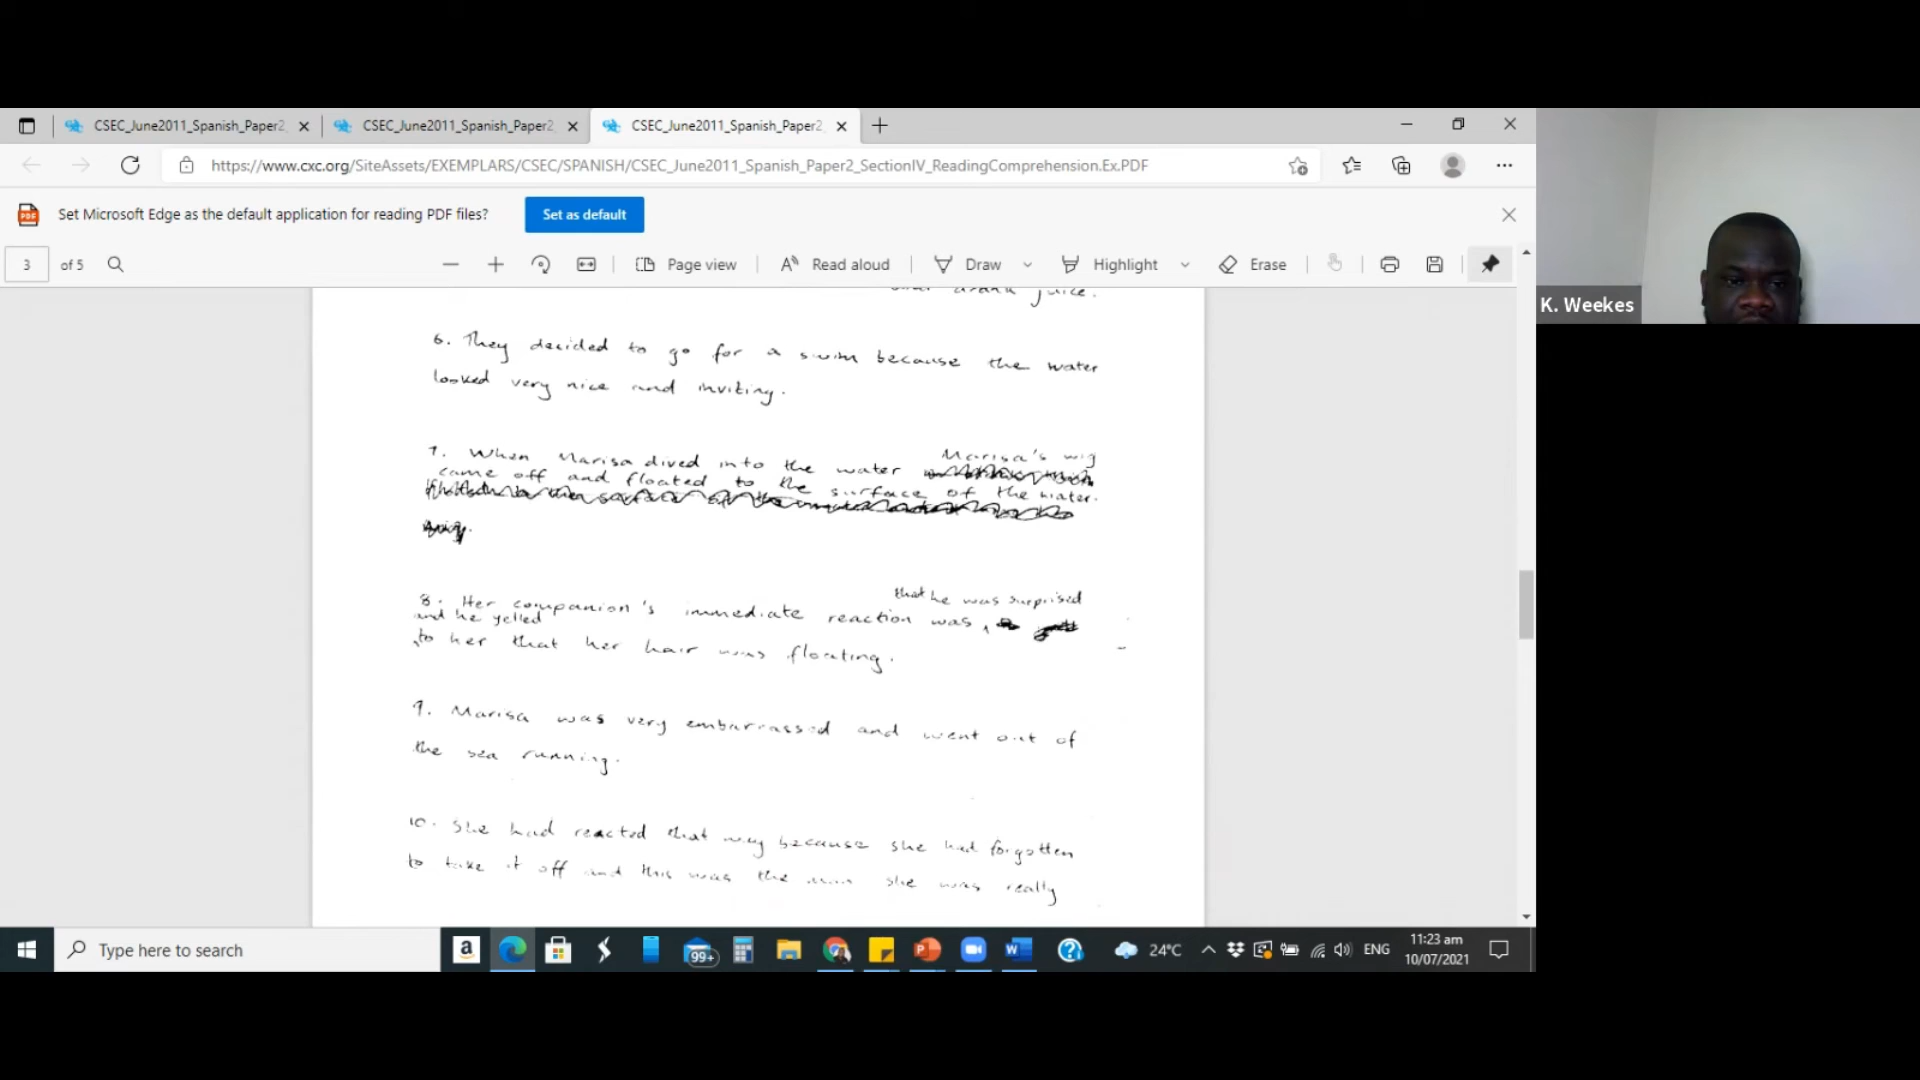 CSEC_June2011_Spanish_Paper2_
CSEC_June2011_Spanish_Paper2_
CSEC_June2011_Spanish_Paper2_
https://www.cxc.org/SiteAssets/EXEMPLARS/CSEC/SPANISH/CSEC_June2011_Spanish_Paper2_SectionIV_ReadingComprehension.Ex.PDF
PDF Set Microsoft Edge as the default application for reading PDF files? Set as default
3 of 5 Page view Read aloud Draw Highlight Erase
juice.
6. They decided to go for a swim because the water
looked very nice and inviting.
7. When Marisa dived into the water Marisa's wig
came off and floated to the surface of the water.
that he was surprised
8. Her companion's immediate reaction was
and he yelled
to her that her hair was floating.
9. Marisa was very embarrassed and went out of
the sea running.
10. She had reacted that way because she had forgotten
to take it off and this was the man she was really
K. Weekes
Type here to search
99+
24°C
ENG
11:23 am
10/07/2021